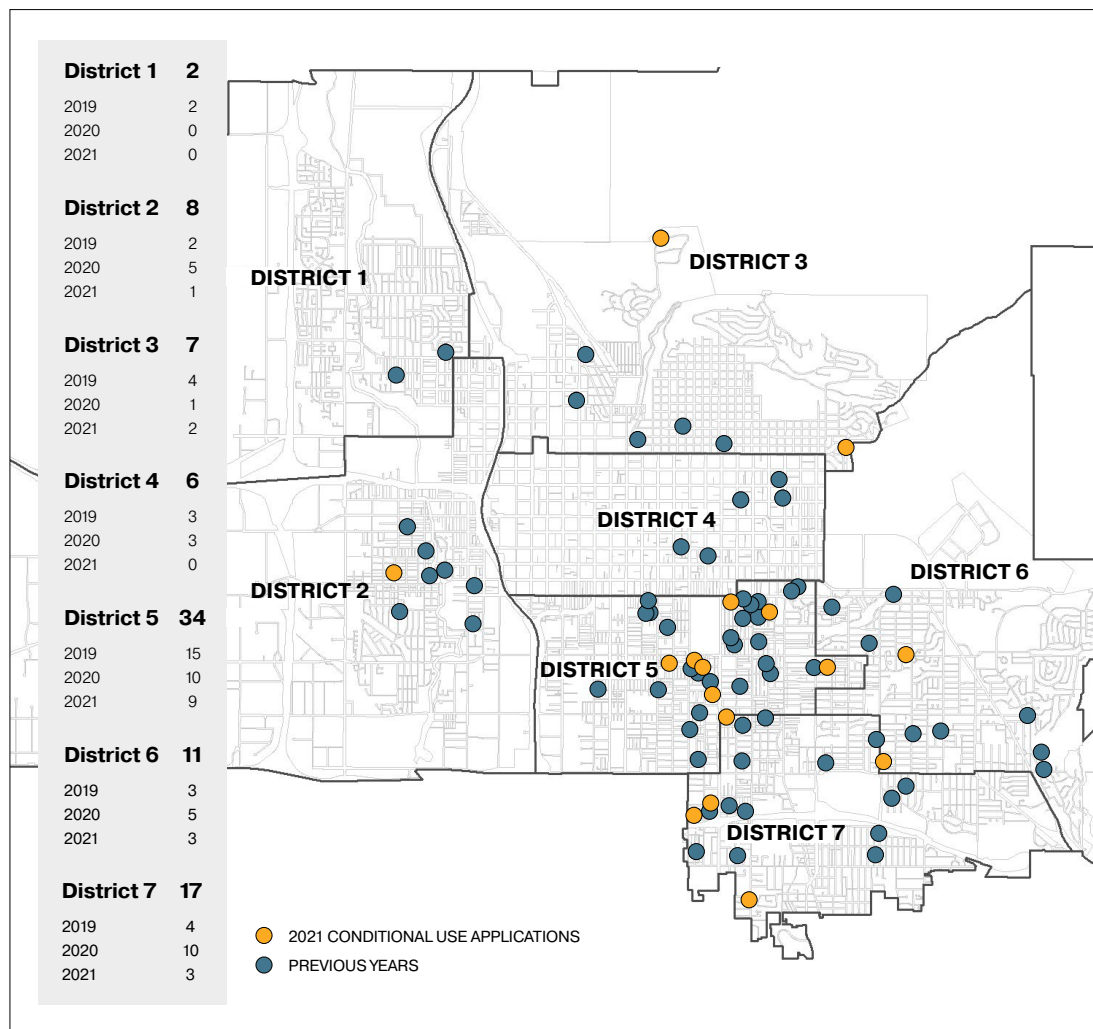 District 1 2
2019 2
2020 0
2021 0
District 2 8
2019 2
2020 5
2021 1
District 3 7
2019 4
2020 1
2021 2
District 4 6
2019 3
2020 3
2021 0
District 5 34
2019 15
2020 10
2021 9
District 6 11
2019 3
2020 5
2021 3
District 7 17
2019 4
2020 10
2021 3
DISTRICT 1
DISTRICT 3
DISTRICT 4
DISTRICT 6
DISTRICT 2
DISTRICT 5
DISTRICT 7
2021 CONDITIONAL USE APPLICATIONS
PREVIOUS YEARS